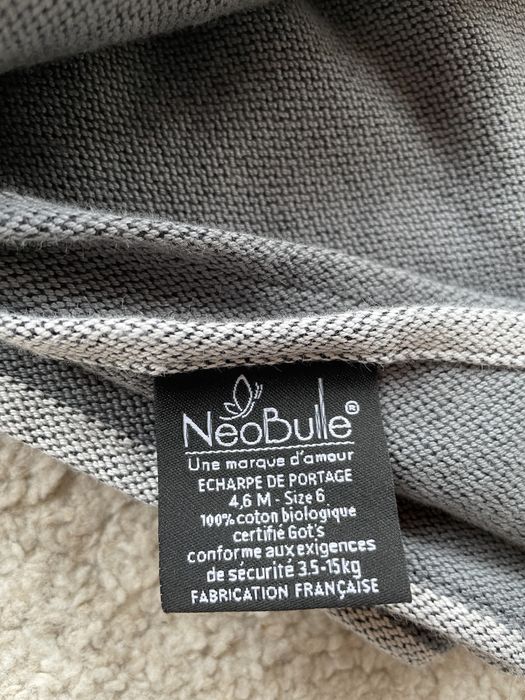 NéoBulle®
Une marque d'amour
ECHARPE DE PORTAGE
4,6 M - Size 6
100% coton biologique
certifié Got's
conforme aux exigences
de sécurité 3.5-15kg
FABRICATION FRANÇAISE